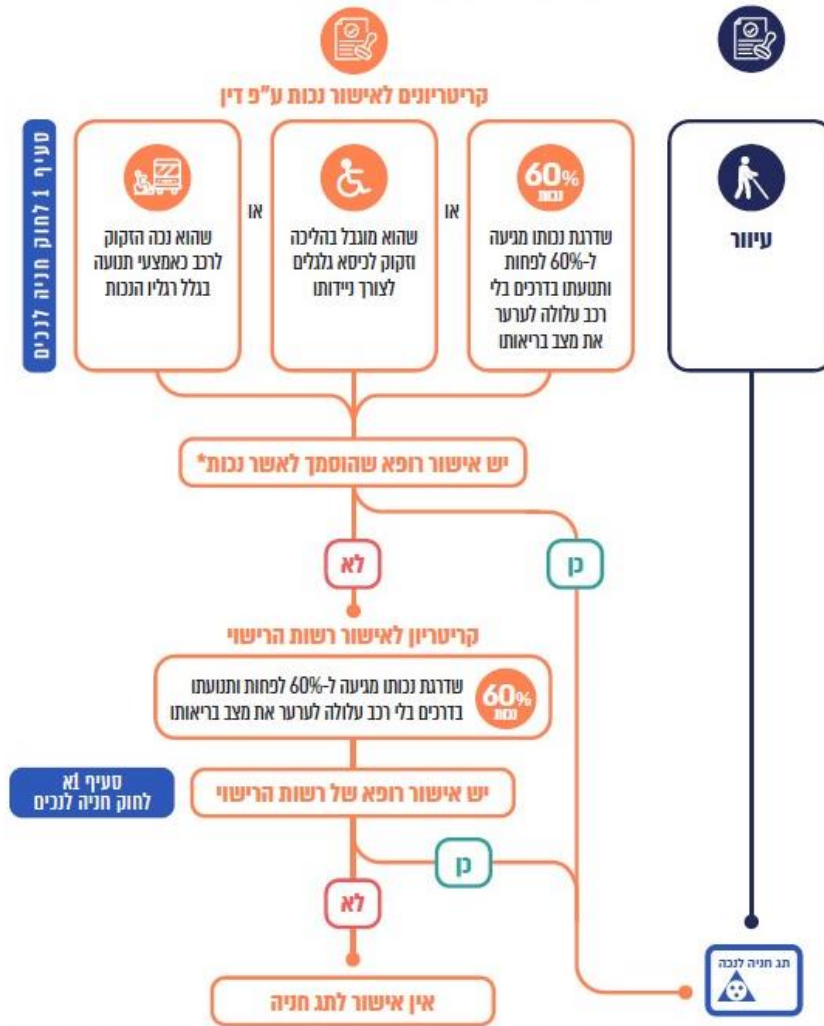 קריטריונים לאישור נכות ע"פ דין
עיוור
60%
נכות
שדרגת נכותו מגיעה
ל-60% לפחות
ותנועתו בדרכים בלי
רכב עלולה לערער
את מצב בריאותו
או
שהוא מוגבל בהליכה
וזקוק לכיסא גלגלים
לצורך ניידותו
או
שהוא נכה הזקוק
לרכב כאמצעי תנועה
בגלל רגליו הנכות
סעיף 1 לחוק חניה לנכים
יש אישור רופא שהוסמך לאשר נכות*
כן
לא
קריטריון לאישור רשות הרישוי
60%
נכות
שדרגת נכותו מגיעה ל-60% לפחות ותנועתו
בדרכים בלי רכב עלולה לערער את מצב בריאותו
יש אישור רופא של רשות הרישוי
סעיף 1א
לחוק חניה לנכים
כן
לא
תג חניה לנכה
אין אישור לתג חניה